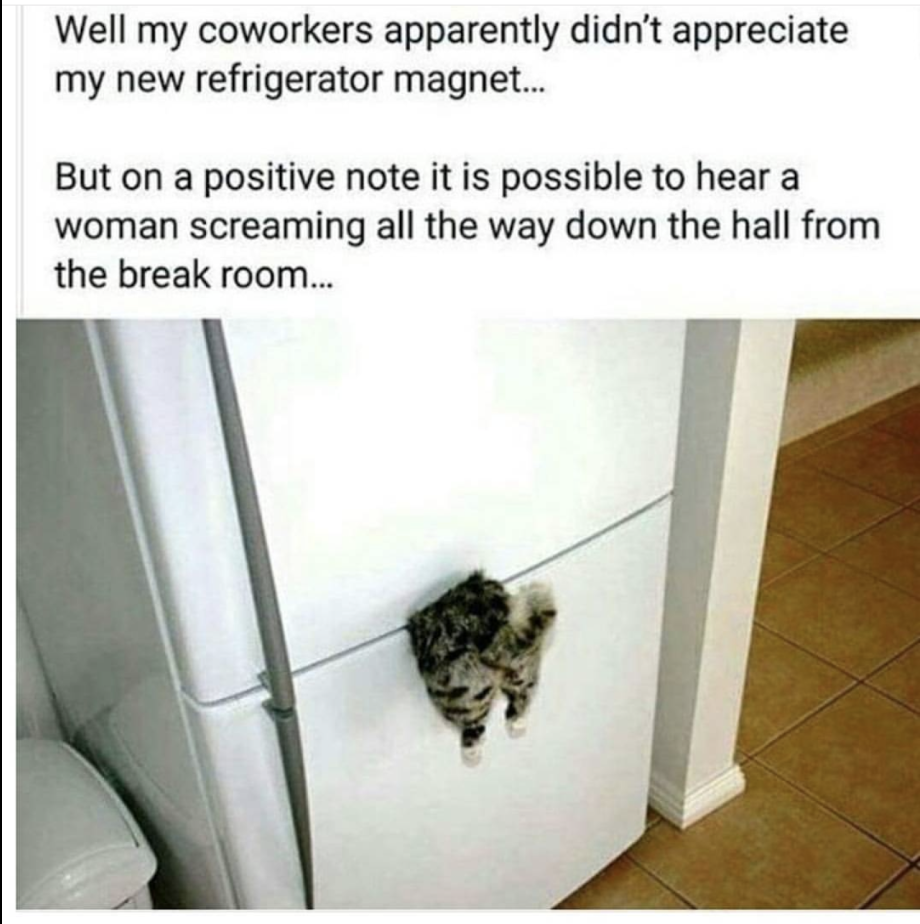 Well my coworkers apparently didn’t appreciate
my new refrigerator magnet...
But on a positive note it is possible to hear a
woman screaming all the way down the hall from
the break room...